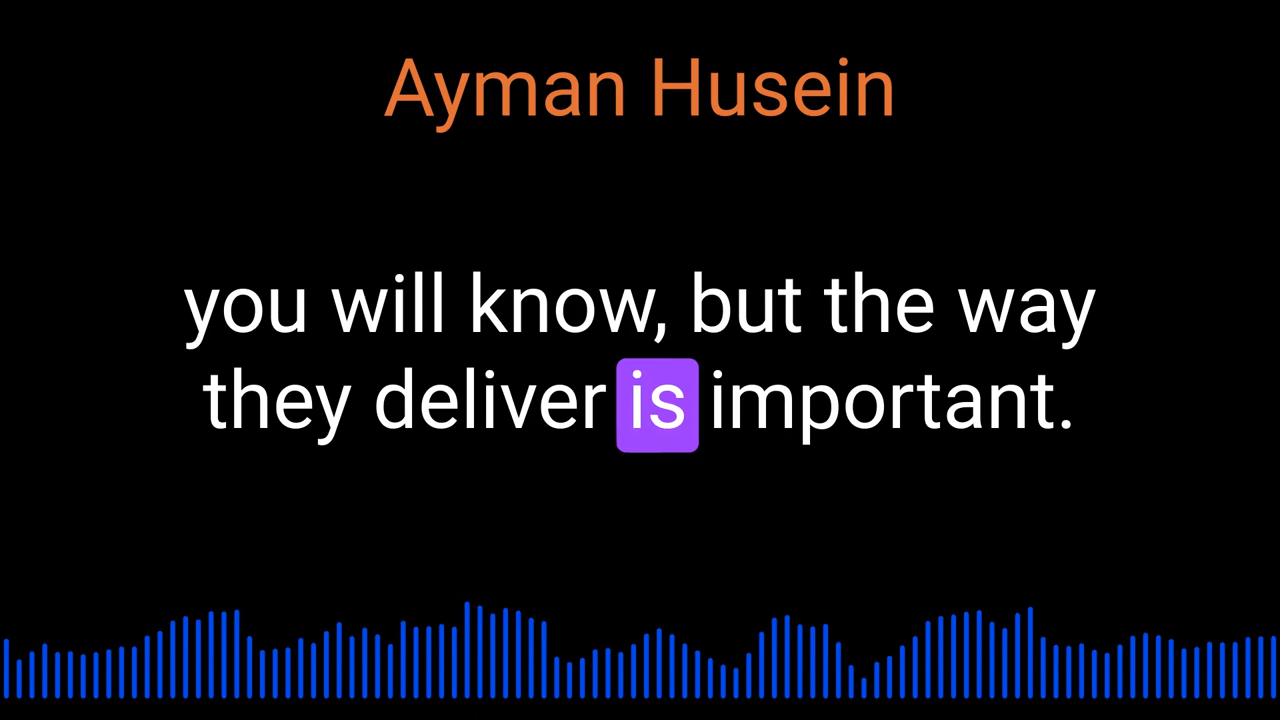 Ayman Husein
you will know, but the way
they deliver is important.